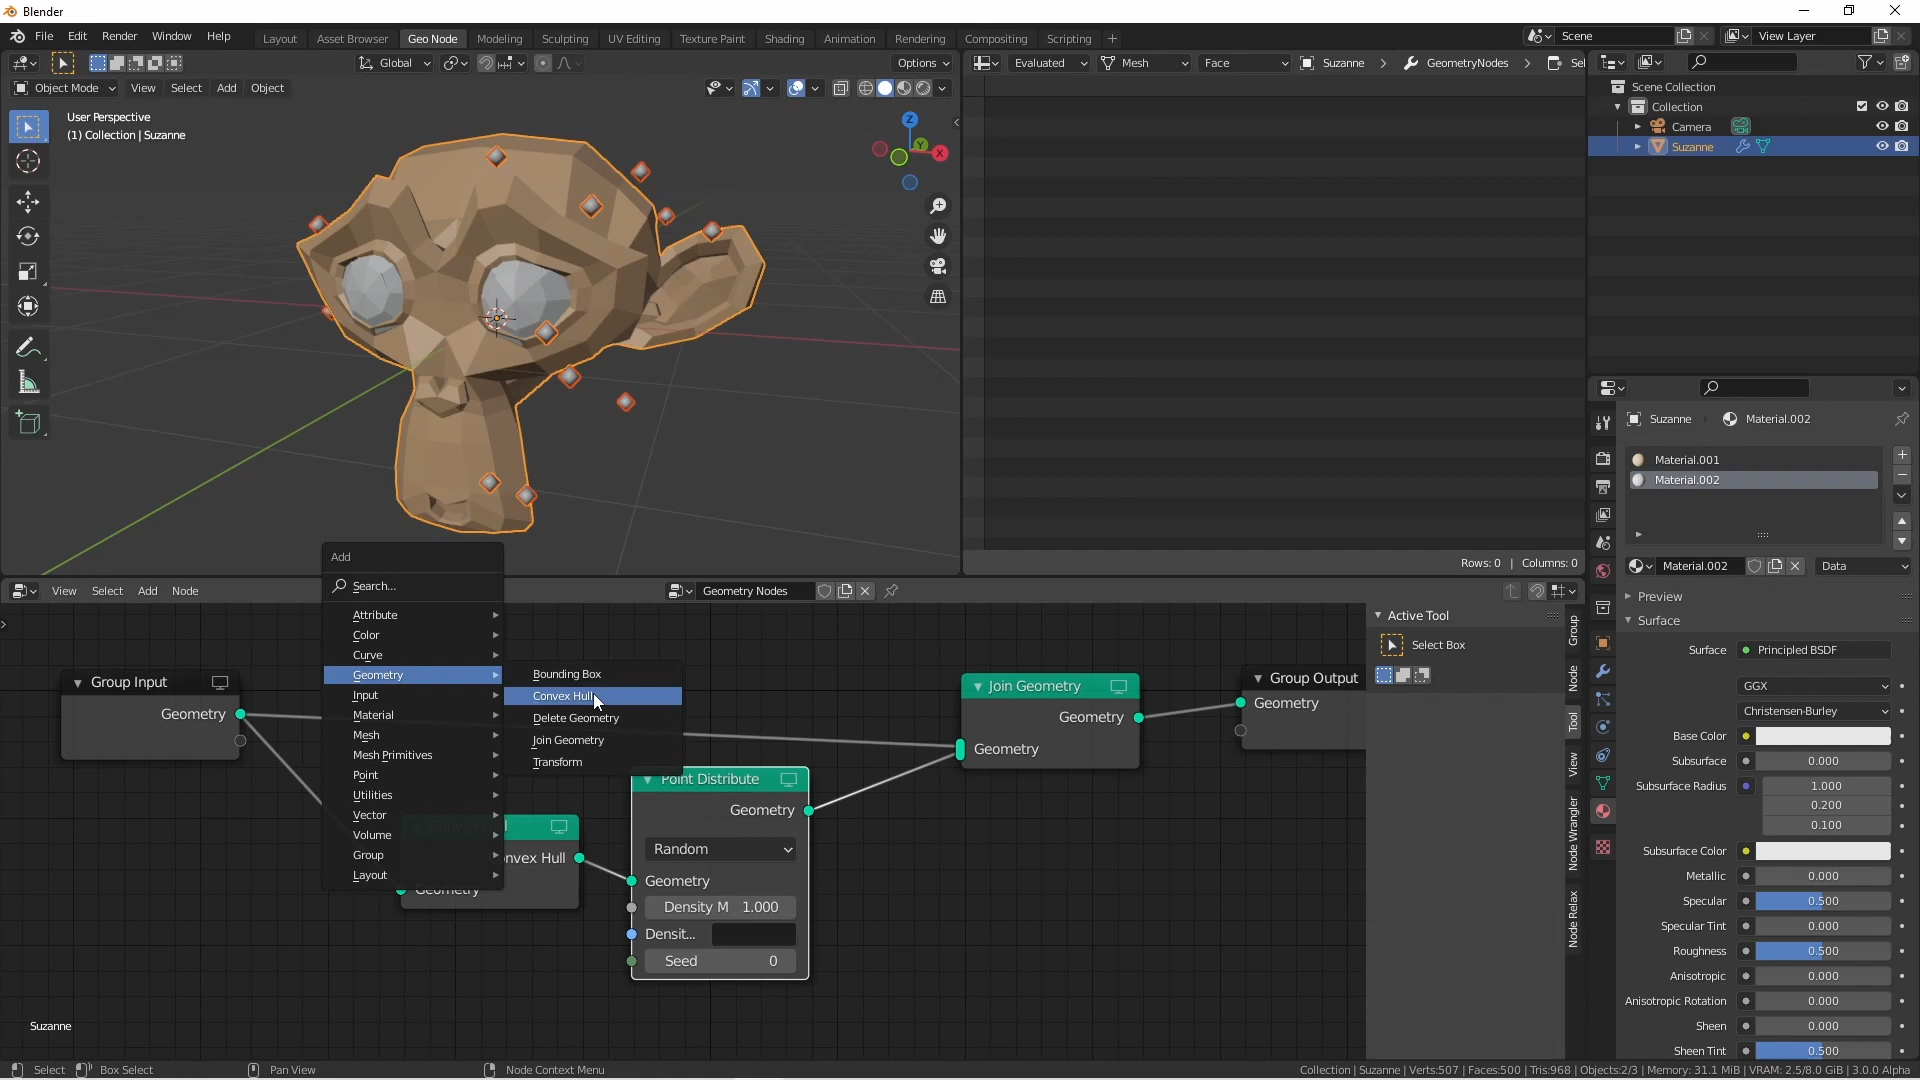 Blender
File Edit Render Window Help
Layout Asset Browser Geo Node Modeling Sculpting UV Editing Texture Paint Shading Animation Rendering Compositing Scripting +
Scene
View Layer
Global
Options
Object Mode View Select Add Object
User Perspective
(1) Collection | Suzanne
Z
Y
X
Evaluated Mesh Face Suzanne GeometryNodes Sel
Rows: 0 | Columns: 0
Scene Collection
Collection
Camera
Suzanne
Suzanne Material.002
Material.001
Material.002
Material.002 Data
Preview
Surface
Surface Principled BSDF
GGX
Christensen-Burley
Base Color
Subsurface 0.000
Subsurface Radius 1.000
0.200
0.100
Subsurface Color
Metallic 0.000
Specular 0.500
Specular Tint 0.000
Roughness 0.500
Anisotropic 0.000
Anisotropic Rotation 0.000
Sheen 0.000
Sheen Tint 0.500
View Select Add Node
Geometry Nodes
Add
Search...
Attribute
Color
Curve
Geometry
Input
Material
Mesh
Mesh Primitives
Point
Utilities
Vector
Volume
Group
Layout
Bounding Box
Convex Hull
Delete Geometry
Join Geometry
Transform
Group Input
Geometry
nvex Hull
Geometry
Point Distribute
Geometry
Random
Geometry
Density M 1.000
Densit...
Seed 0
Join Geometry
Geometry
Geometry
Group Output
Geometry
Active Tool
Select Box
Group
Node
Tool
View
Node Wrangler
Node Relax
Suzanne
Select Box Select Pan View Node Context Menu
Collection | Suzanne | Verts:507 | Faces:500 | Tris:968 | Objects:2/3 | Memory: 31.1 MiB | VRAM: 2.5/8.0 GiB | 3.0.0 Alpha